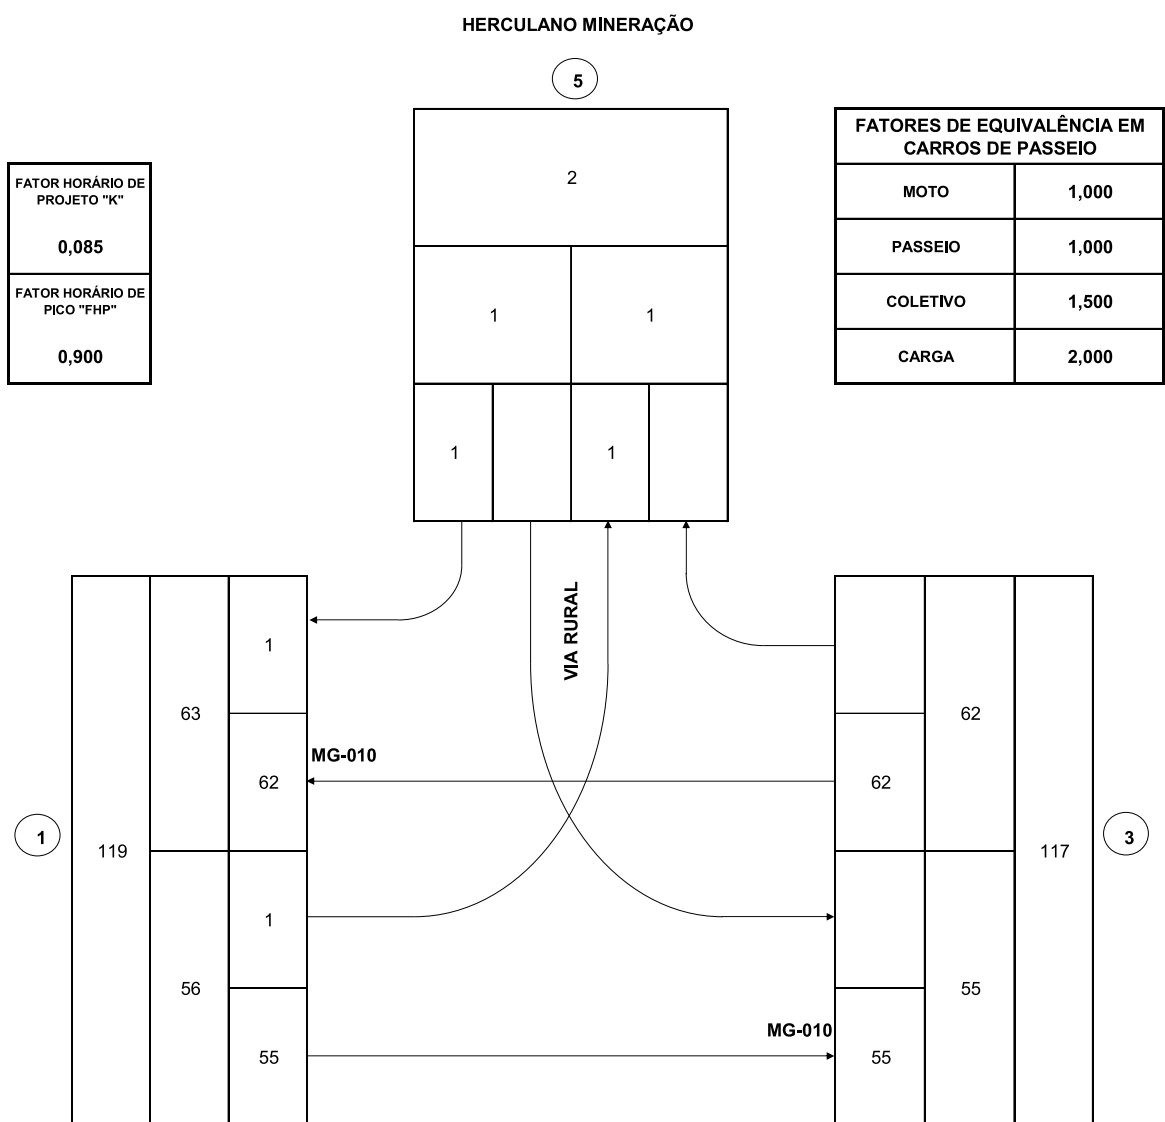 HERCULANO MINERAÇÃO
5
FATOR HORÁRIO DE
PROJETO "K"
0,085
FATOR HORÁRIO DE
PICO "FHP"
0,900
2
1
1
1
1
FATORES DE EQUIVALÊNCIA EM
CARROS DE PASSEIO
MOTO
1,000
PASSEIO
1,000
COLETIVO
1,500
CARGA
2,000
VIA RURAL
1
119
63
56
1
62
1
55
MG-010
MG-010
62
55
62
55
117
3